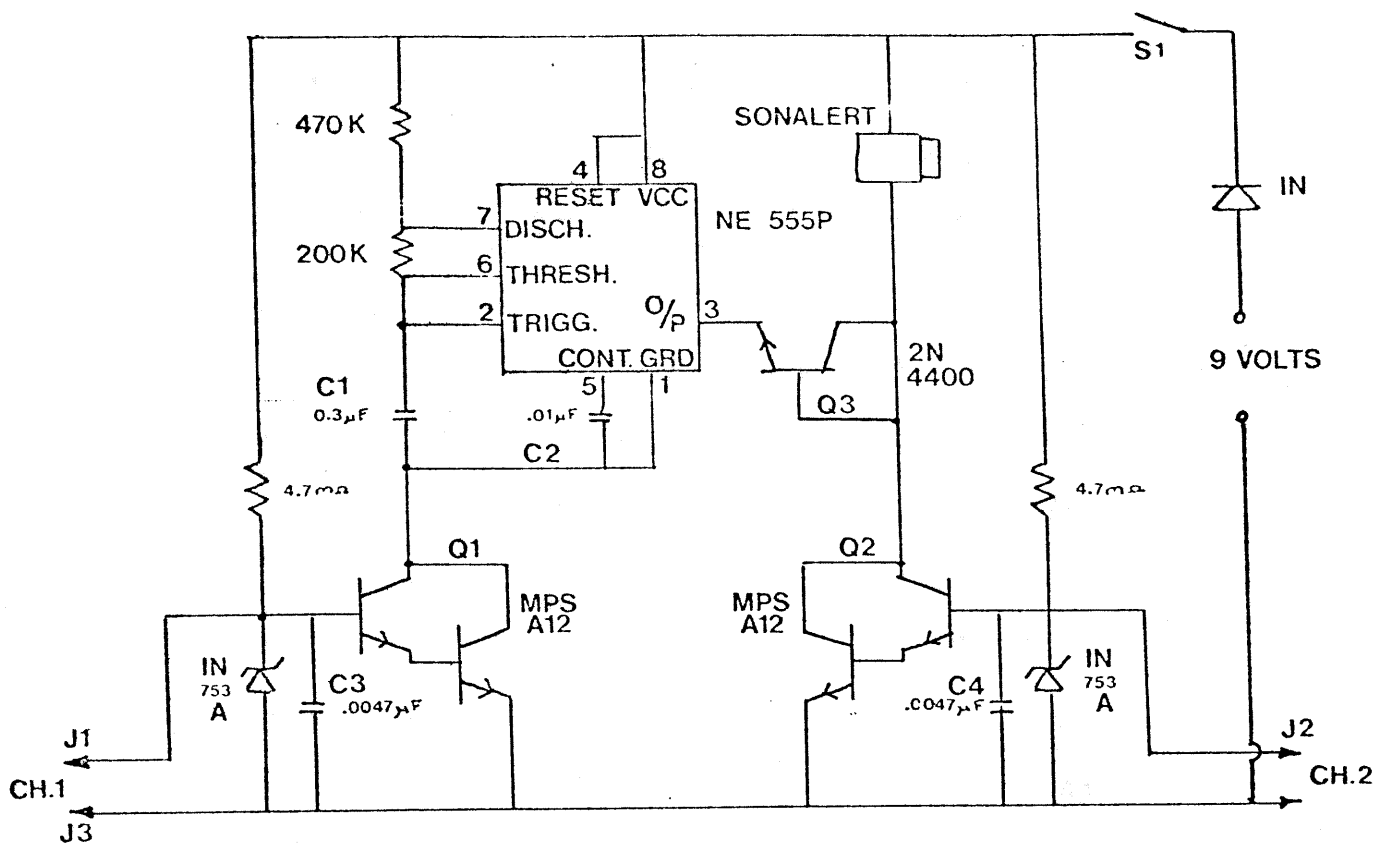 S1
470 K
SONALERT
4 8
RESET VCC
IN
7
DISCH.
NE 555P
200K
6
THRESH.
2
TRIGG.
O/P
3
CONT. GRD
5 1
2N
4400
9 VOLTS
C1
0.3μF
.01μF
Q3
C2
4.7mΩ
4.7mΩ
Q1
Q2
MPS
A12
MPS
A12
IN
753
A
C3
.0047μF
C4
.0047μF
IN
753
A
J1
J2
CH.1
CH.2
J3